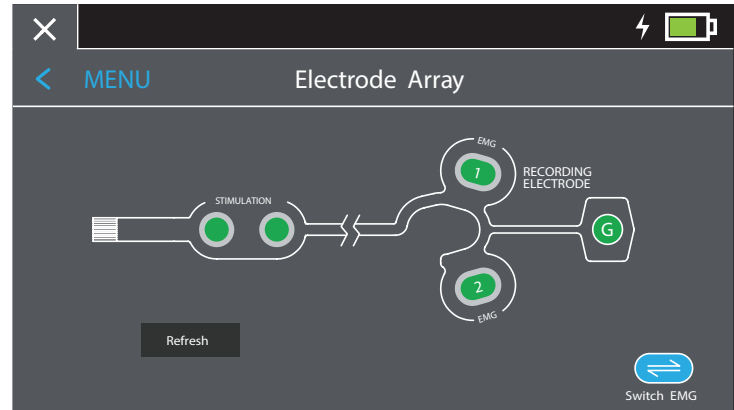 MENU
Electrode Array
EMG
1
RECORDING
ELECTRODE
STIMULATION
G
2
EMG
Refresh
Switch EMG